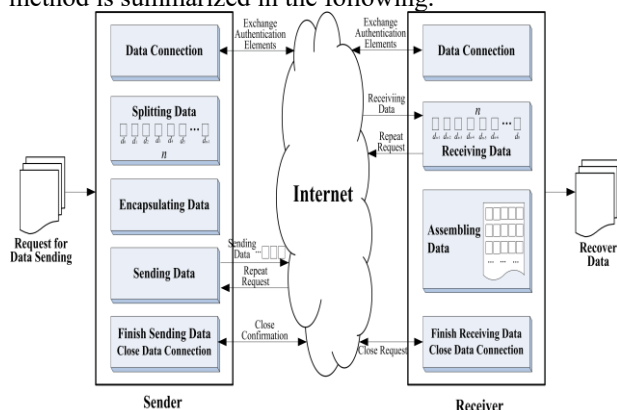 method is summarized in the following.
Exchange
Authentication
Elements
Exchange
Authentication
Elements
Data Connection
Data Connection
Splitting Data
n
Receiving
Data
n
Receiving Data
Repeat
Request
Internet
Encapsulating Data
Request for
Data Sending
Assembling
Data
Recover
Data
Sending Data
Sending
Data
Repeat
Request
Finish Sending Data
Close Data Connection
Close
Confirmation
Close Request
Finish Receiving Data
Close Data Connection
Sender
Receiver